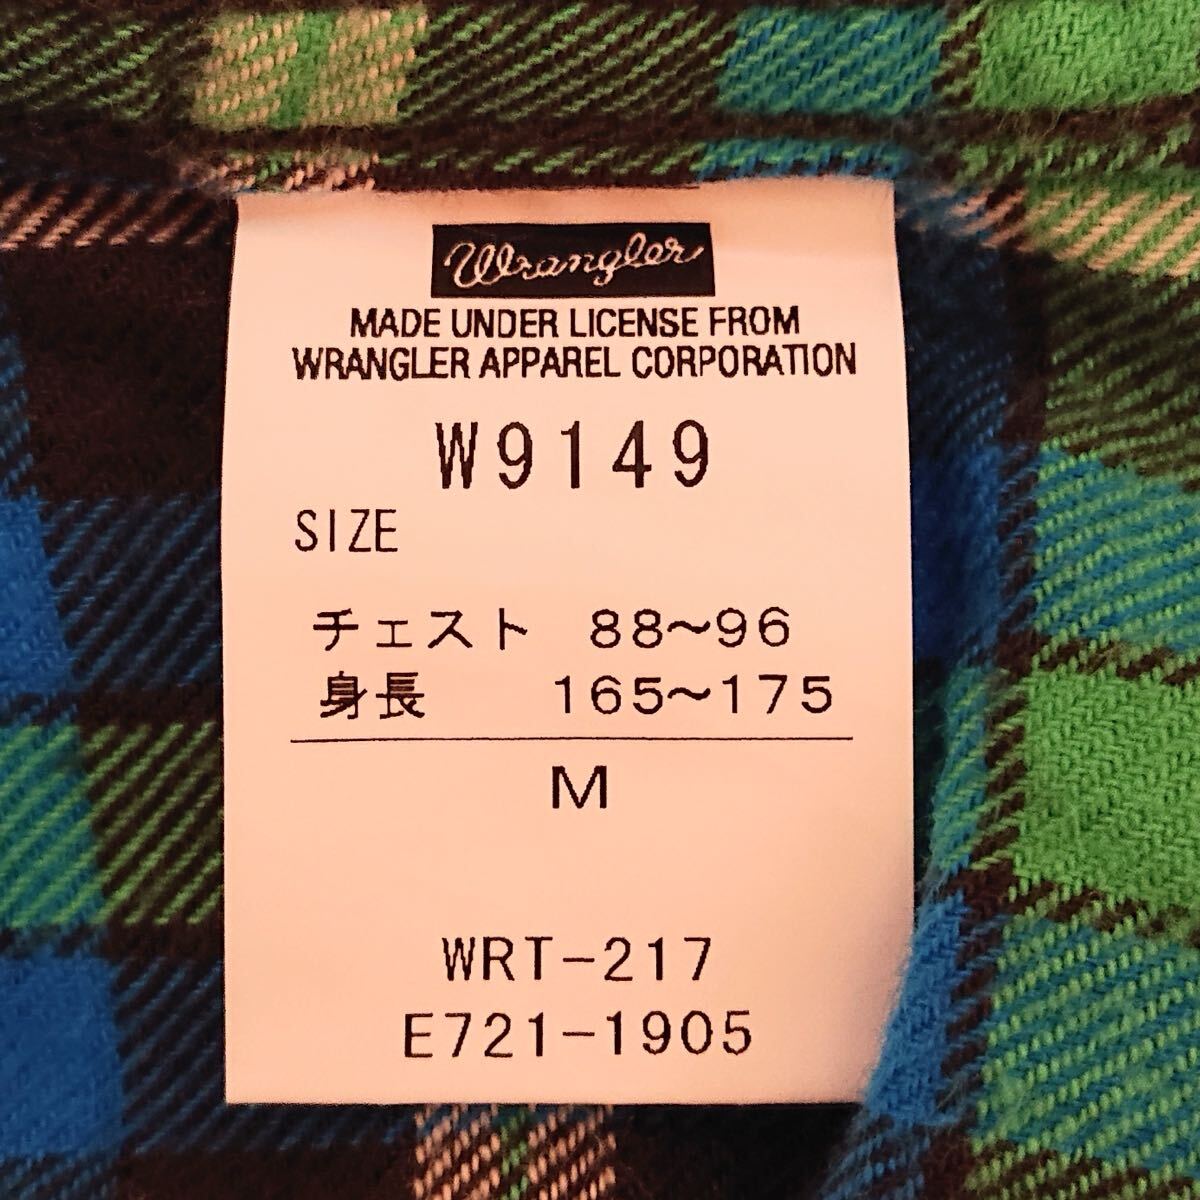 Wrangler
MADE UNDER LICENSE FROM
WRANGLER APPAREL CORPORATION
W9149
SIZE
チェスト 88～96
身長 165～175
M
WRT-217
E721-1905